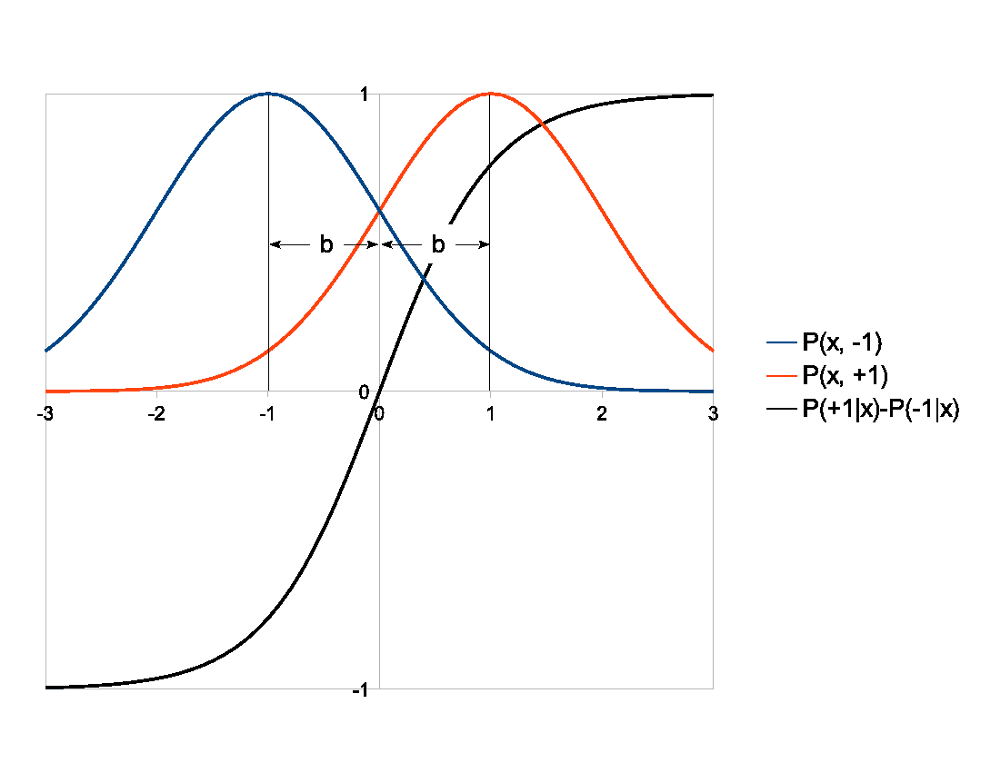 1
b b
0
-3 -2 -1 0 1 2 3
-1
P(x, -1)
P(x, +1)
P(+1|x)-P(-1|x)